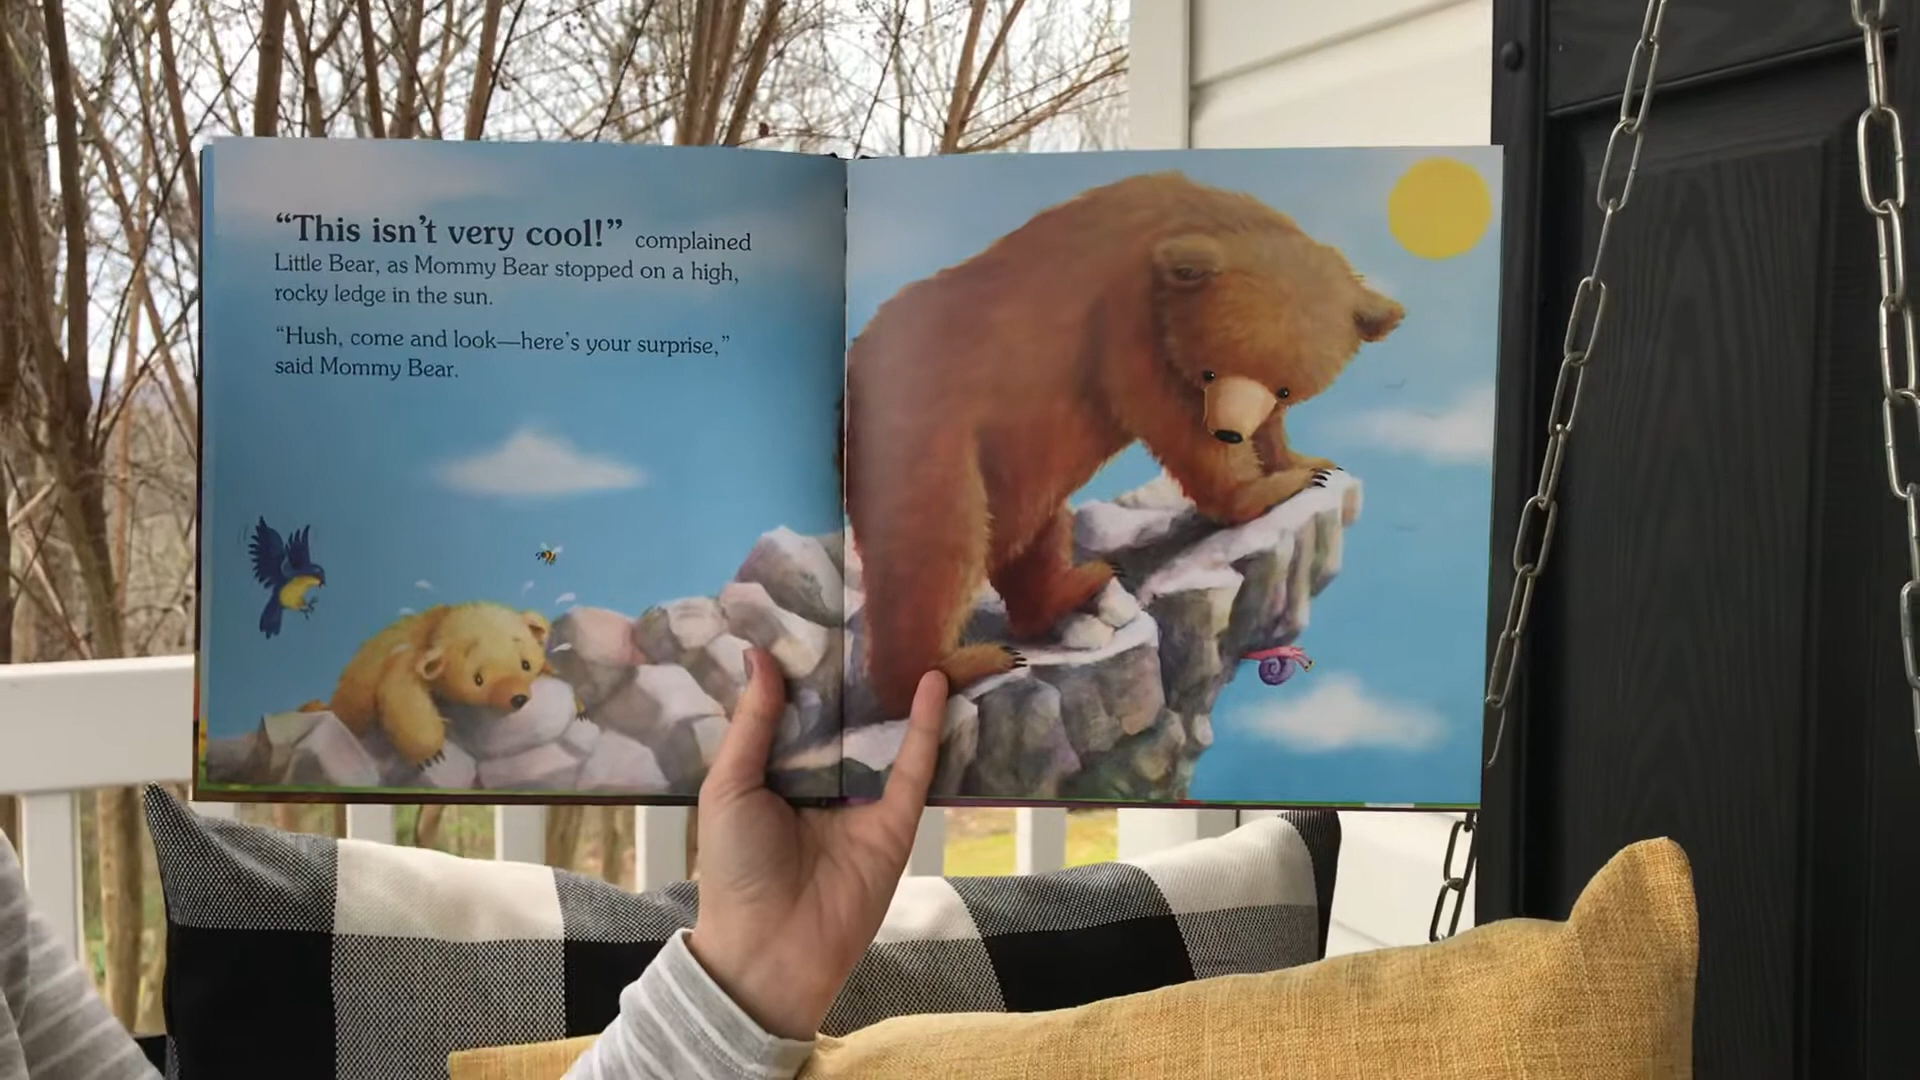 “This isn’t very cool!” complained
Little Bear, as Mommy Bear stopped on a high,
rocky ledge in the sun.
“Hush, come and look—here’s your surprise,”
said Mommy Bear.